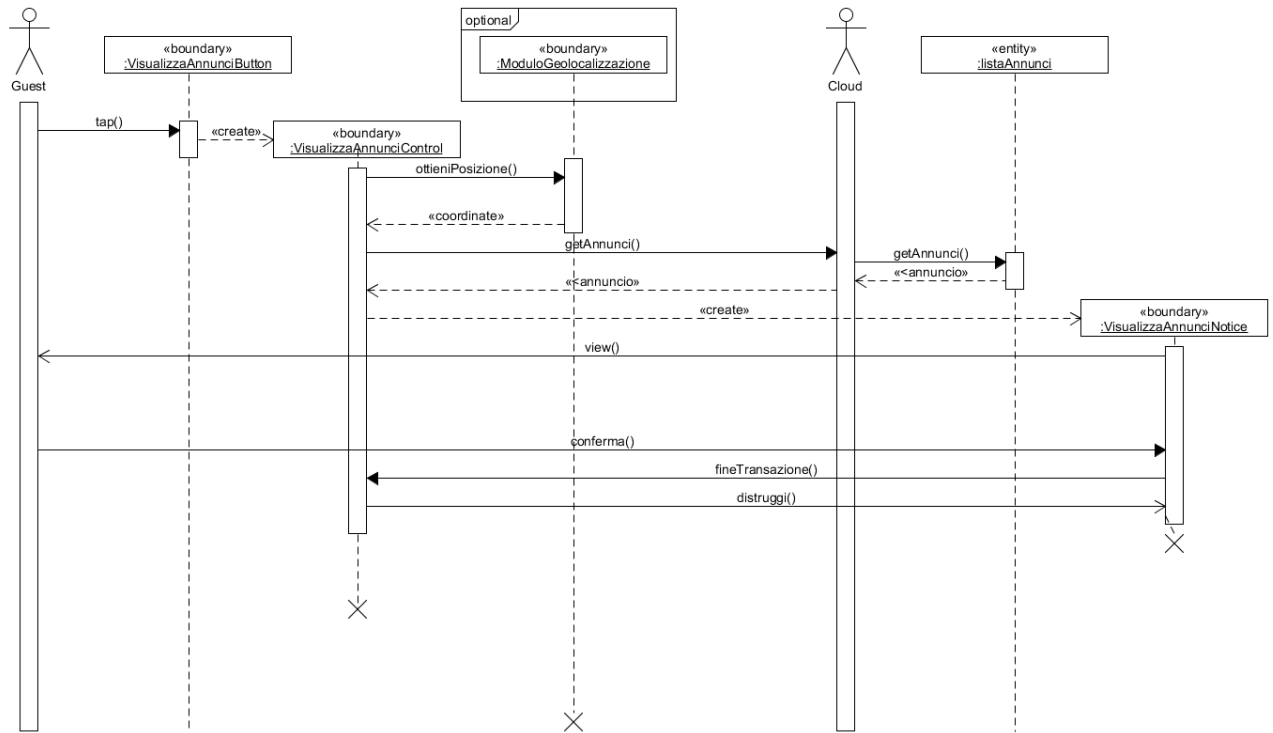 optional
«boundary»
:VisualizzaAnnunciButton
«boundary»
:ModuloGeolocalizzazione
«entity»
:listaAnnunci
Guest
Cloud
tap()
«create»
«boundary»
:VisualizzaAnnunciControl
ottieniPosizione()
«coordinate»
getAnnunci()
getAnnunci()
«<annuncio»
«<annuncio»
«create»
«boundary»
:VisualizzaAnnunciNotice
view()
conferma()
fineTransazione()
distruggi()